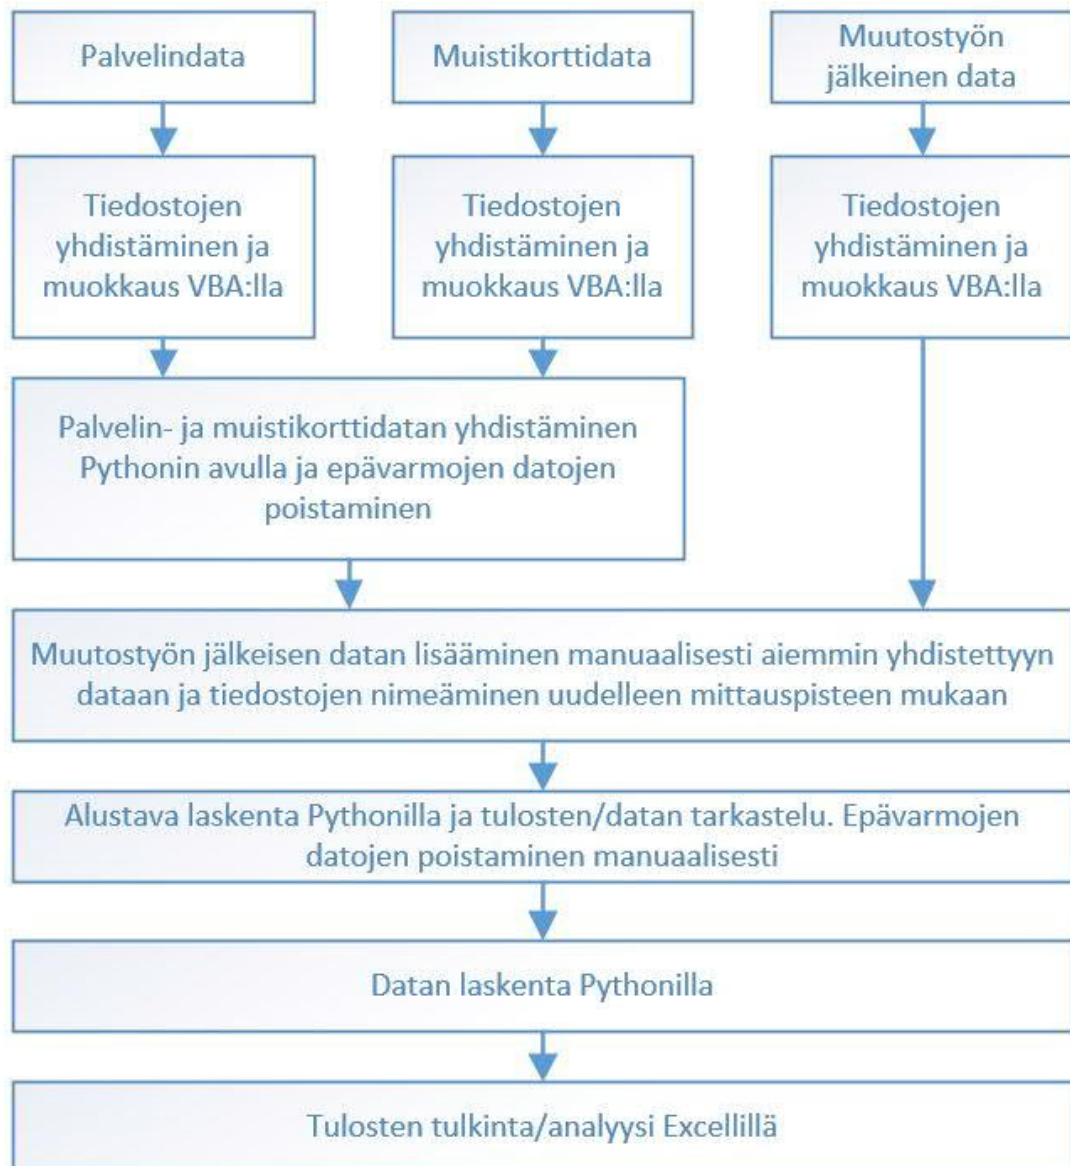 Palvelindata
Muistikorttidata
Muutostyön
jälkeinen data
Tiedostojen
yhdistäminen ja
muokkaus VBA:lla
Tiedostojen
yhdistäminen ja
muokkaus VBA:lla
Tiedostojen
yhdistäminen ja
muokkaus VBA:lla
Palvelin- ja muistikorttidatan yhdistäminen
Pythonin avulla ja epävarmojen datojen
poistaminen
Muutostyön jälkeisen datan lisääminen manuaalisesti aiemmin yhdistettyyn
dataan ja tiedostojen nimeäminen uudelleen mittauspisteen mukaan
Alustava laskenta Pythonilla ja tulosten/datan tarkastelu. Epävarmojen
datojen poistaminen manuaalisesti
Datan laskenta Pythonilla
Tulosten tulkinta/analyysi Excellillä